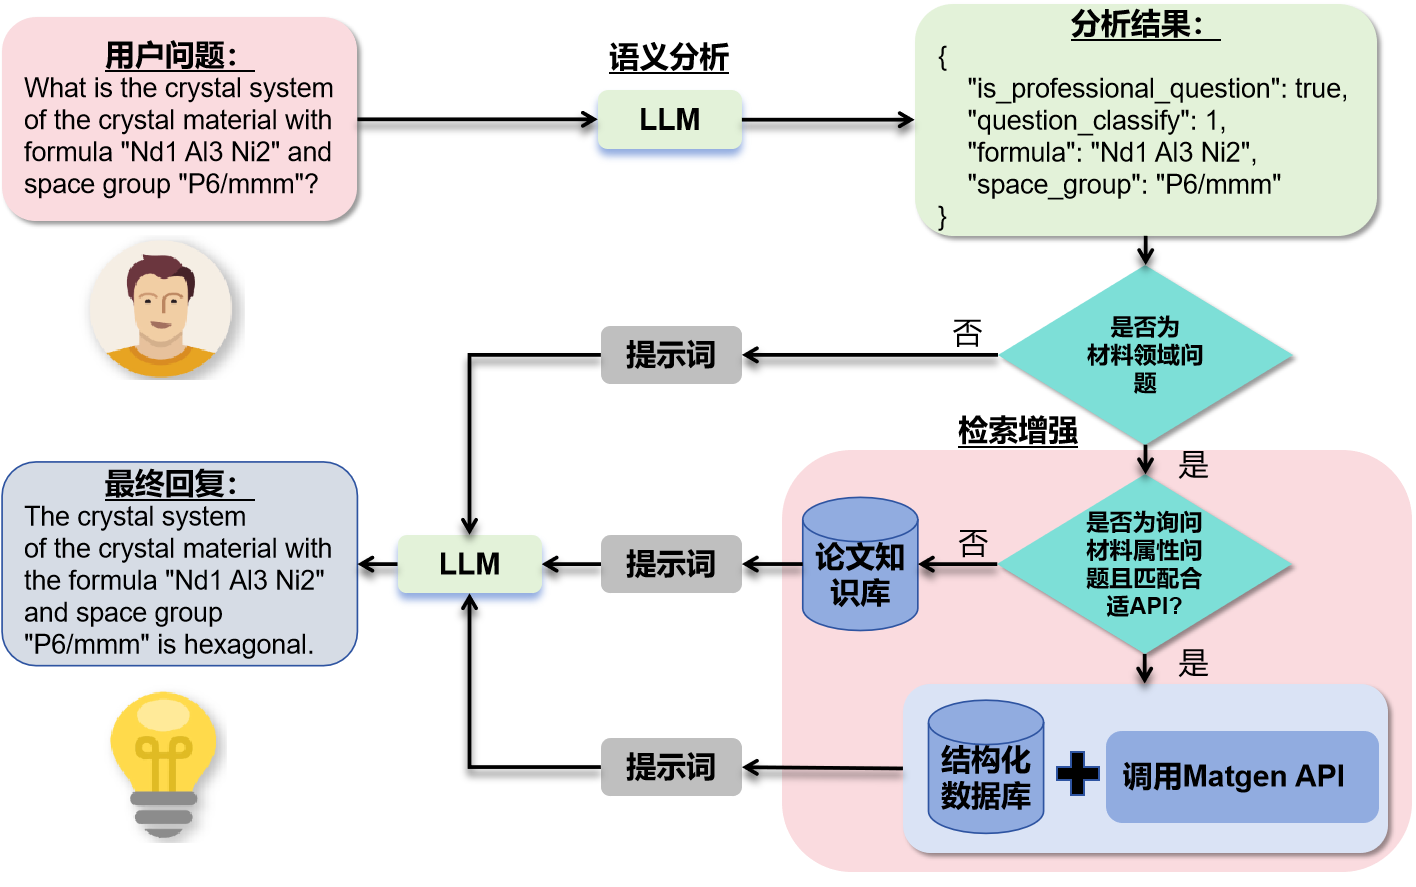 用户问题：
What is the crystal system
of the crystal material with
formula "Nd1 Al3 Ni2" and
space group "P6/mmm"?
语义分析
LLM
分析结果：
{
"is_professional_question": true,
"question_classify": 1,
"formula": "Nd1 Al3 Ni2",
"space_group": "P6/mmm"
}
是否为
材料领域问
题
否
提示词
是
检索增强
是否为询问
材料属性问
题且匹配合
适API?
否
论文知
识库
提示词
LLM
最终回复：
The crystal system
of the crystal material with
the formula "Nd1 Al3 Ni2"
and space group
"P6/mmm" is hexagonal.
是
结构化
数据库
调用Matgen API
提示词